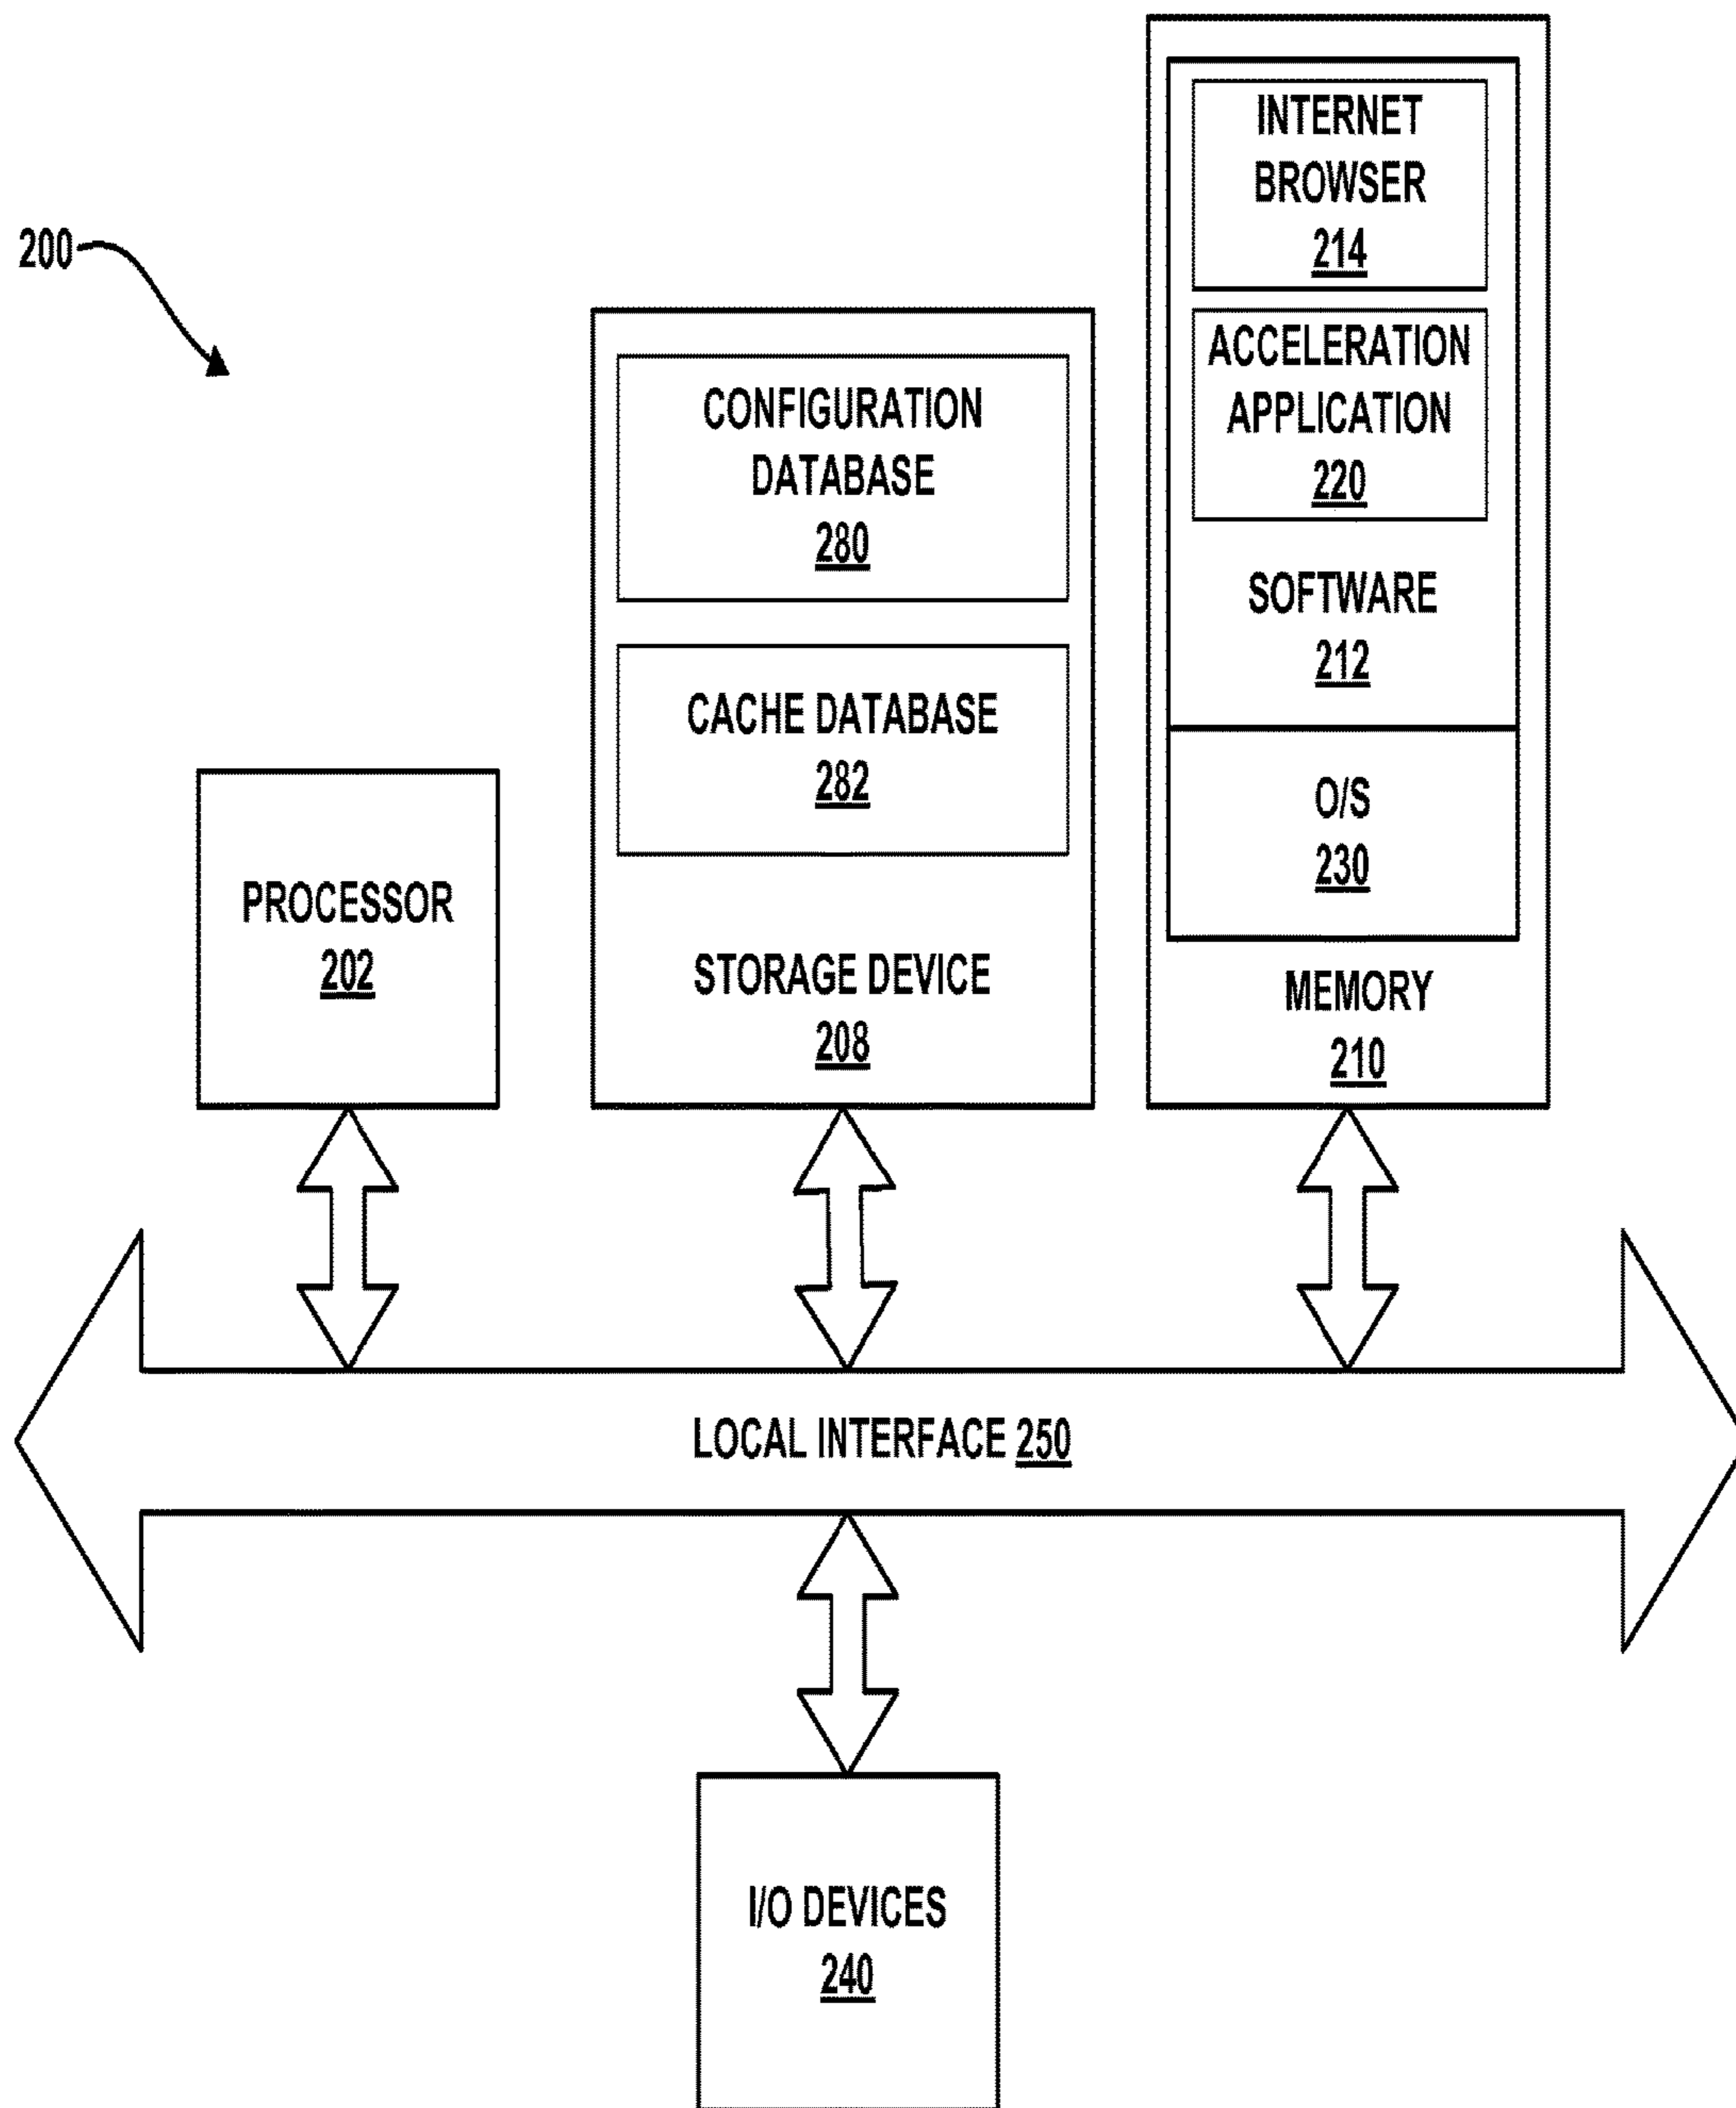 200
INTERNET
BROWSER
214
ACCELERATION
APPLICATION
220
SOFTWARE
212
O/S
230
MEMORY
210
CONFIGURATION
DATABASE
280
CACHE DATABASE
282
STORAGE DEVICE
208
PROCESSOR
202
LOCAL INTERFACE 250
I/O DEVICES
240